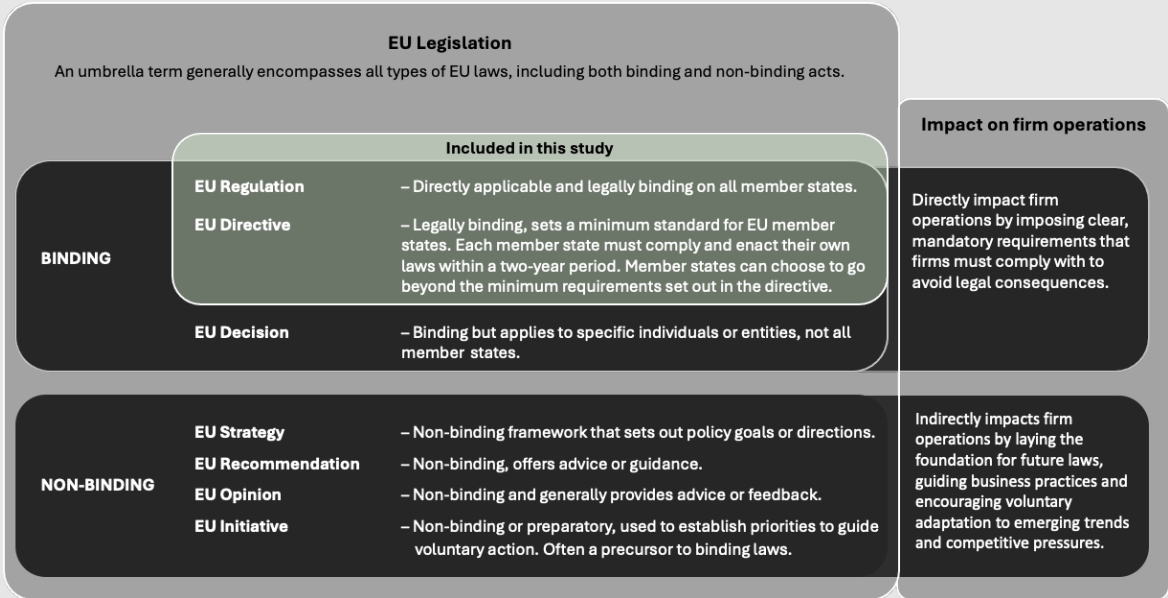 EU Legislation
An umbrella term generally encompasses all types of EU laws, including both binding and non-binding acts.
Impact on firm operations
Included in this study
BINDING
EU Regulation
– Directly applicable and legally binding on all member states.
EU Directive
– Legally binding, sets a minimum standard for EU member
states. Each member state must comply and enact their own
laws within a two-year period. Member states can choose to go
beyond the minimum requirements set out in the directive.
EU Decision
– Binding but applies to specific individuals or entities, not all
member states.
Directly impact firm
operations by imposing clear,
mandatory requirements that
firms must comply with to
avoid legal consequences.
NON-BINDING
EU Strategy
– Non-binding framework that sets out policy goals or directions.
EU Recommendation
– Non-binding, offers advice or guidance.
EU Opinion
– Non-binding and generally provides advice or feedback.
EU Initiative
– Non-binding or preparatory, used to establish priorities to guide
voluntary action. Often a precursor to binding laws.
Indirectly impacts firm
operations by laying the
foundation for future laws,
guiding business practices and
encouraging voluntary
adaptation to emerging trends
and competitive pressures.